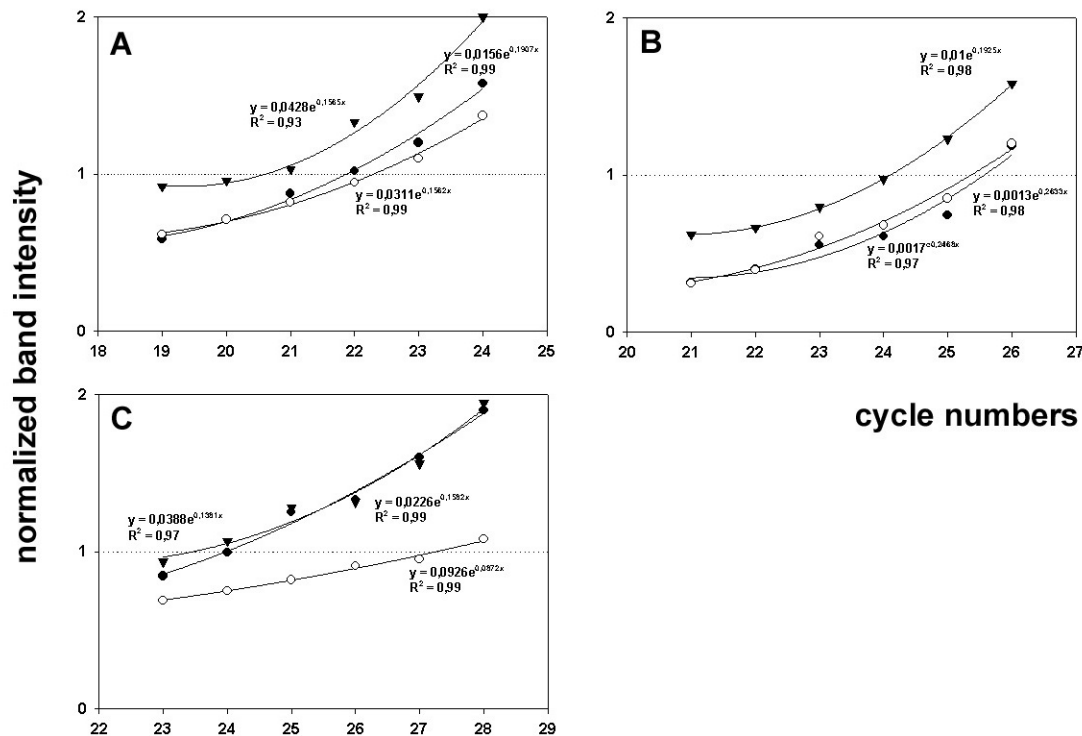 normalized band intensity
A
2
1
0
y = 0,0156e^0,1907x
R² = 0,99
y = 0,0428e^0,1565x
R² = 0,93
y = 0,0311e^0,1562x
R² = 0,99
18 19 20 21 22 23 24 25
B
2
1
0
y = 0,01e^0,1925x
R² = 0,98
y = 0,0013e^0,2633x
R² = 0,98
y = 0,0017e^0,2468x
R² = 0,97
20 21 22 23 24 25 26 27
cycle numbers
C
2
1
0
y = 0,0388e^0,1381x
R² = 0,97
y = 0,0226e^0,1582x
R² = 0,99
y = 0,0926e^0,0872x
R² = 0,99
22 23 24 25 26 27 28 29